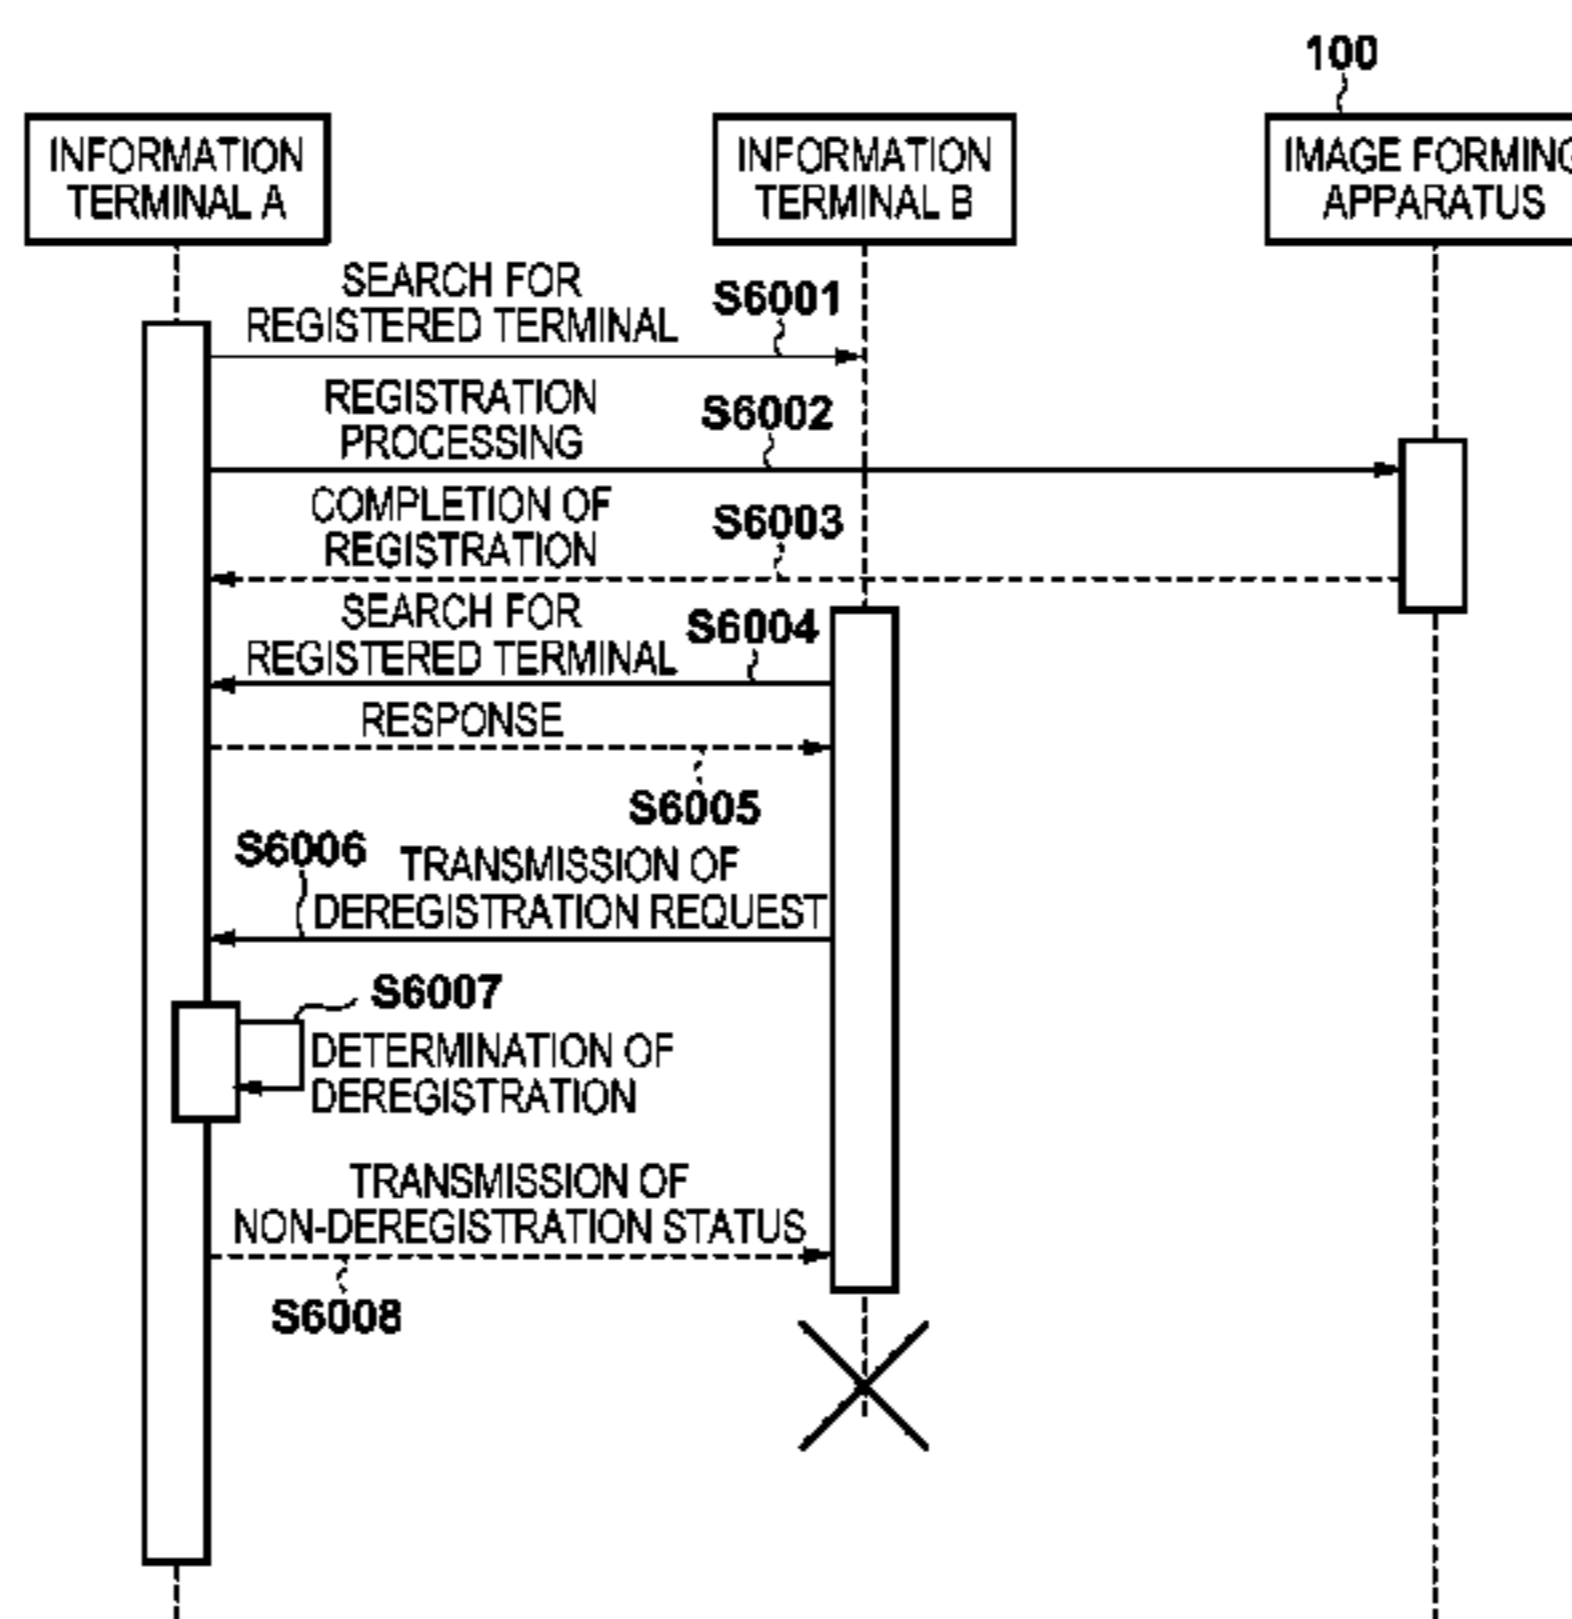 100
INFORMATION
TERMINAL A
INFORMATION
TERMINAL B
IMAGE FORMING
APPARATUS
SEARCH FOR
REGISTERED TERMINAL
S6001
REGISTRATION
PROCESSING
S6002
COMPLETION OF
REGISTRATION
S6003
SEARCH FOR
REGISTERED TERMINAL
S6004
RESPONSE
S6005
S6006
TRANSMISSION OF
DEREGISTRATION REQUEST
S6007
DETERMINATION OF
DEREGISTRATION
TRANSMISSION OF
NON-DEREGISTRATION STATUS
S6008